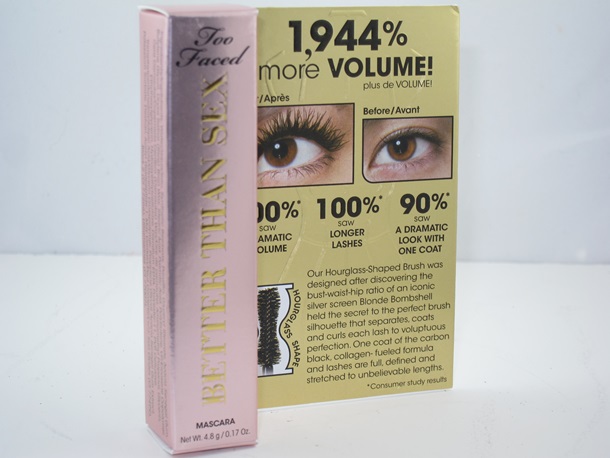 Too
Faced
BETTER THAN SEX
MASCARA
Net Wt. 4.8 g / 0.17 Oz.
1,944%
more VOLUME!
plus de VOLUME!
/Après
Before/Avant
00%*
saw
AMATIC
OLUME
100%*
saw
LONGER
LASHES
90%*
saw
A DRAMATIC
LOOK WITH
ONE COAT
HOURGLASS SHAPE
Our Hourglass-Shaped Brush was
designed after discovering the
bust-waist-hip ratio of an iconic
silver screen Blonde Bombshell
held the secret to the perfect brush
silhouette that separates, coats
and curls each lash to voluptuous
perfection. One coat of the carbon
black, collagen- fueled formula
and lashes are full, defined and
stretched to unbelievable lengths.
*Consumer study results